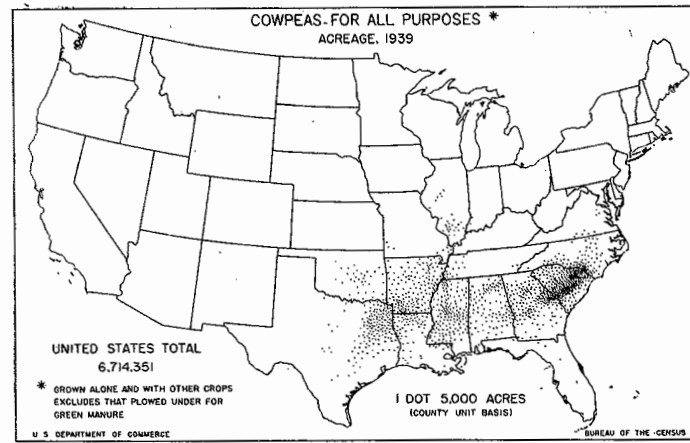 COWPEAS-FOR ALL PURPOSES *
ACREAGE, 1939
UNITED STATES TOTAL
6,714,351
* GROWN ALONE AND WITH OTHER CROPS
EXCLUDES THAT PLOWED UNDER FOR
GREEN MANURE
1 DOT 5,000 ACRES
(COUNTY UNIT BASIS)
U S DEPARTMENT OF COMMERCE
BUREAU OF THE CENSUS